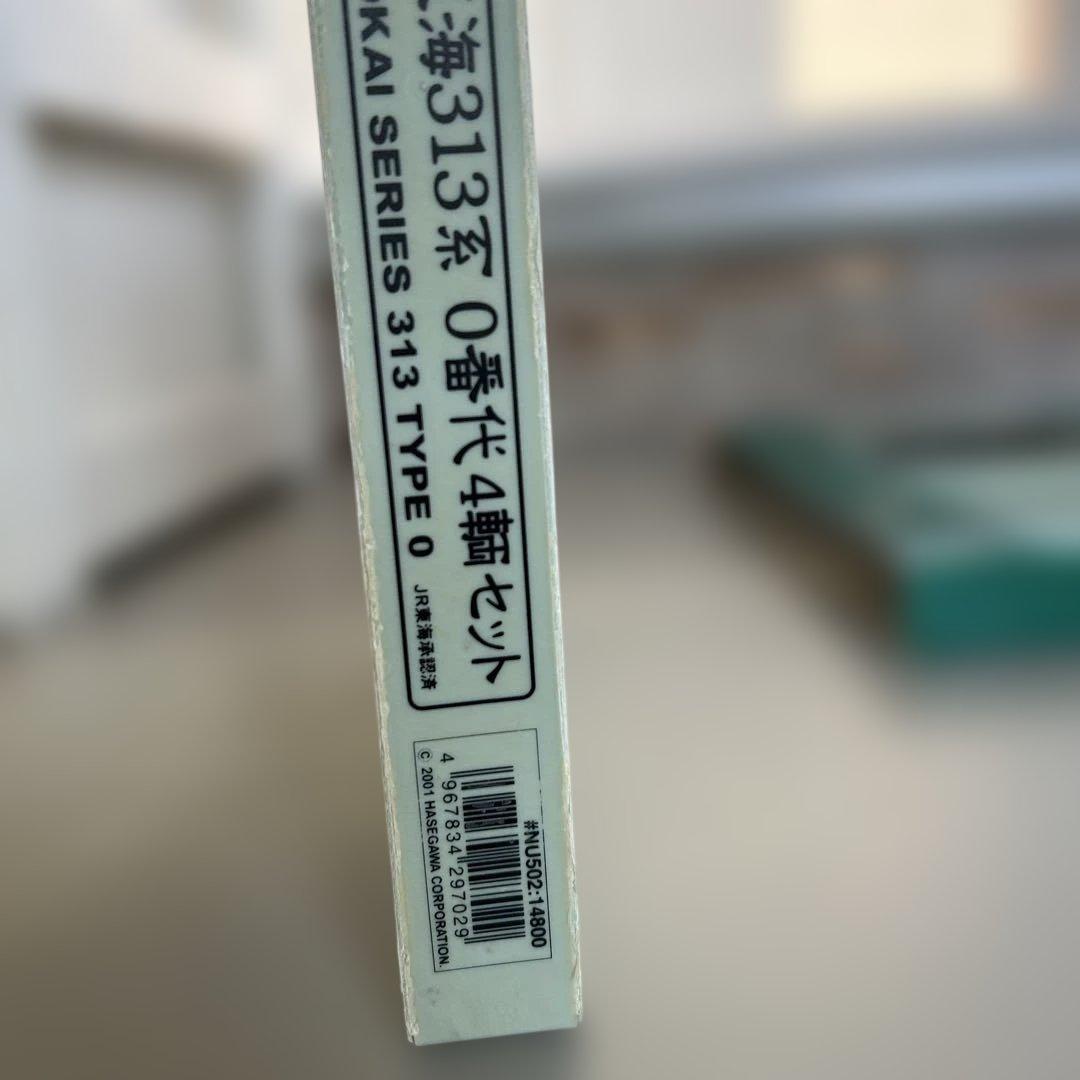 海313系 0番代 4輌セット
KAI SERIES 313 TYPE 0 JR東海承認済
#NU502:14800
4 967834 297029
© 2001 HASEGAWA CORPORATION.